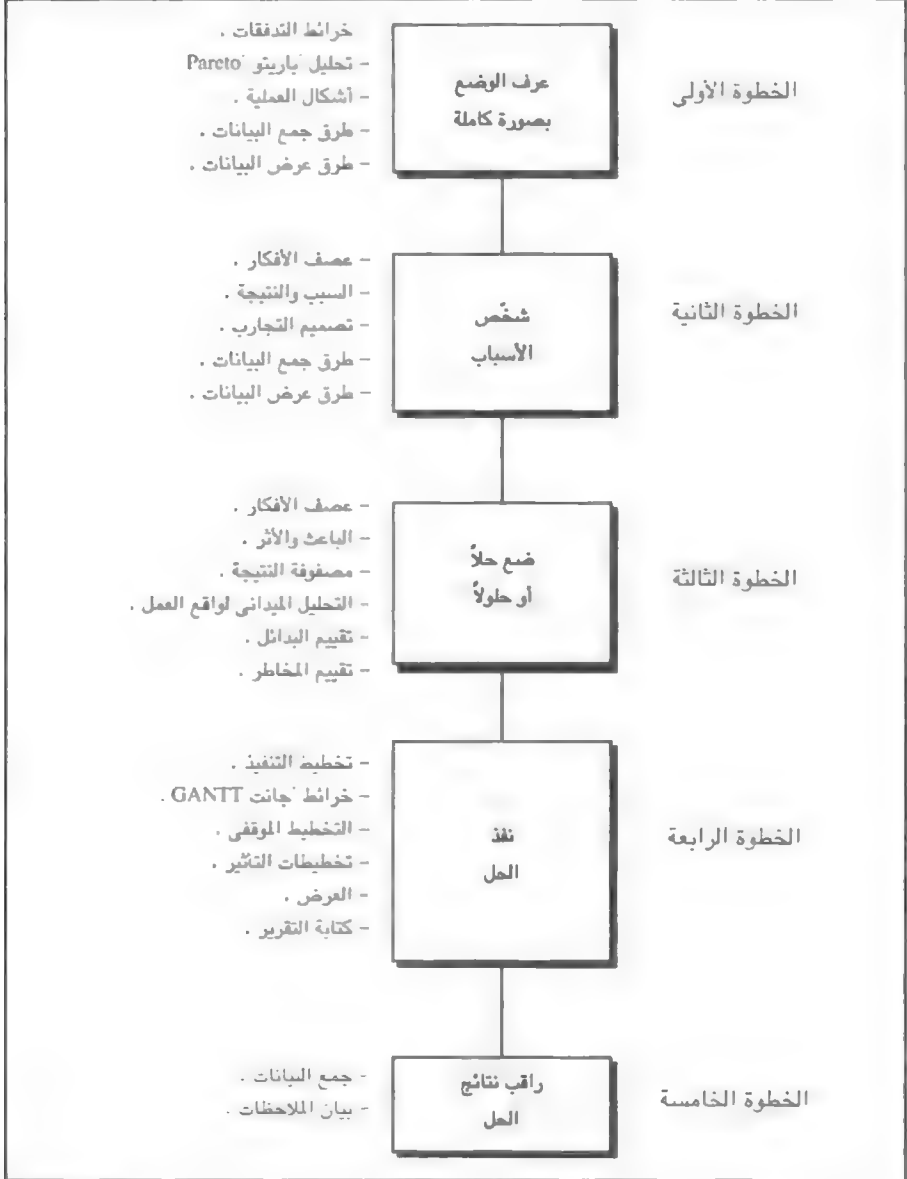 الخطوة الأولى
عرف الوضع
بصورة كاملة
خرائط التدفقات .
- تحليل "باريتو" Pareto
- أشكال العملية .
- طرق جمع البيانات .
- طرق عرض البيانات .
الخطوة الثانية
شخّص
الأسباب
- عصف الأفكار .
- السبب والنتيجة .
- تصميم التجارب .
- طرق جمع البيانات .
- طرق عرض البيانات .
الخطوة الثالثة
ضع حلاً
أو حلولاً
- عصف الأفكار .
- الباعث والأثر .
- مصفوفة النتيجة .
- التحليل الميدانى لواقع العمل .
- تقييم البدائل .
- تقييم المخاطر .
الخطوة الرابعة
نفذ
الحل
- تخطيط التنفيذ .
- خرائط "جانت GANTT .
- التخطيط الموقفى .
- تخطيطات التأثير .
- العرض .
- كتابة التقرير .
الخطوة الخامسة
راقب نتائج
الحل
- جمع البيانات .
- بيان الملاحظات .